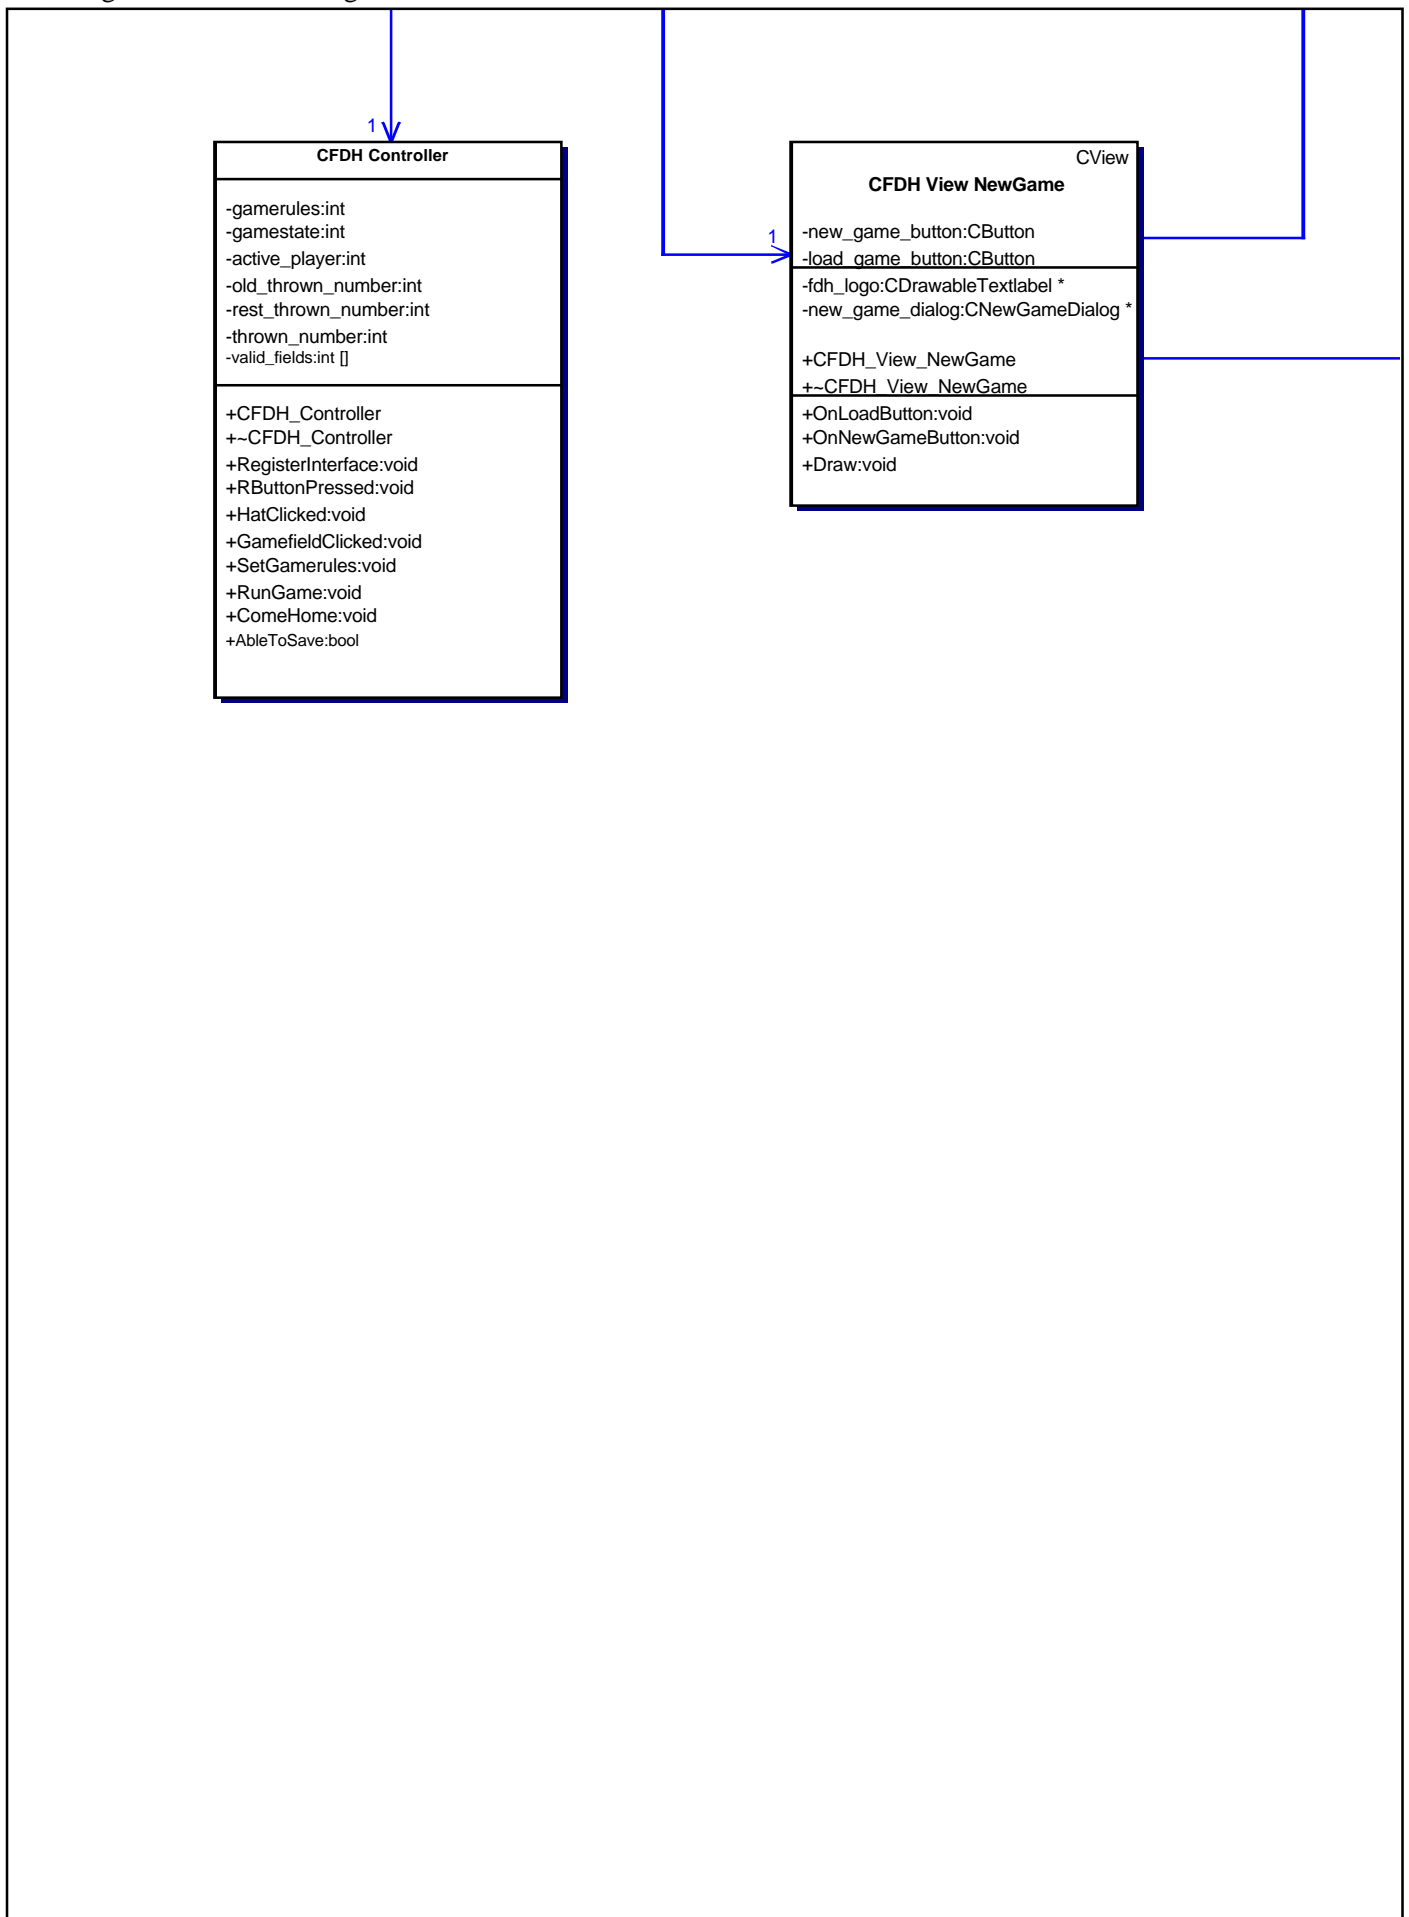 1
CFDH Controller
-gamerules:int
-gamestate:int
-active_player:int
-old_thrown_number:int
-rest_thrown_number:int
-thrown_number:int
-valid_fields:int []
+CFDH_Controller
+~CFDH_Controller
+RegisterInterface:void
+RButtonPressed:void
+HatClicked:void
+GamefieldClicked:void
+SetGamerules:void
+RunGame:void
+ComeHome:void
+AbleToSave:bool
1
CView
CFDH View NewGame
-new_game_button:CButton
-load_game_button:CButton
-fdh_logo:CDrawableTextlabel *
-new_game_dialog:CNewGameDialog *
+CFDH_View_NewGame
+~CFDH_View_NewGame
+OnLoadButton:void
+OnNewGameButton:void
+Draw:void